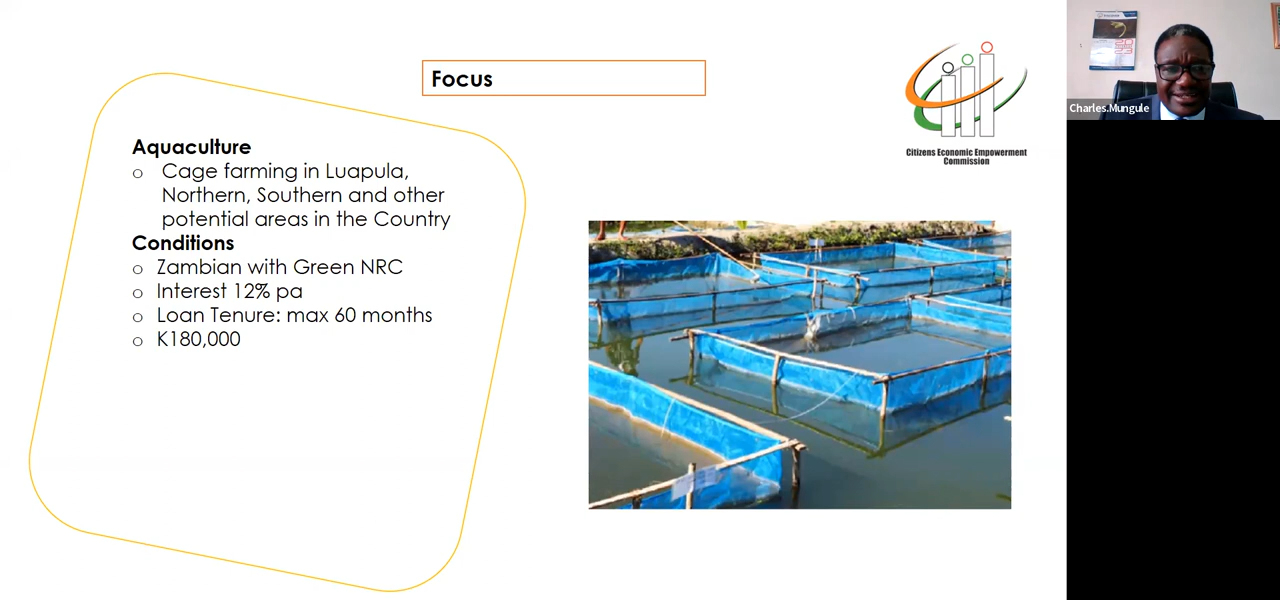 Focus
Aquaculture
o Cage farming in Luapula,
Northern, Southern and other
potential areas in the Country
Conditions
o Zambian with Green NRC
o Interest 12% pa
o Loan Tenure: max 60 months
o K180,000
Citizens Economic Empowerment
Commission
Charles.Mungule